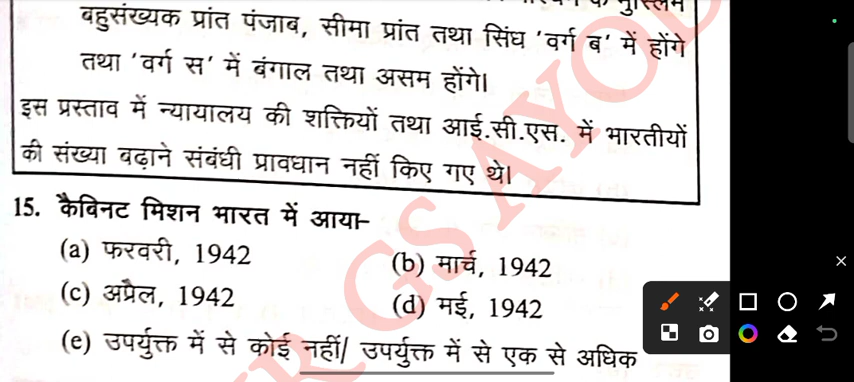 बहुसंख्यक प्रांत पंजाब, सीमा प्रांत तथा सिंध 'वर्ग ब' में होंगे
तथा 'वर्ग स' में बंगाल तथा असम होंगे।
इस प्रस्ताव में न्यायालय की शक्तियों तथा आई.सी.एस. में भारतीयों
की संख्या बढ़ाने संबंधी प्रावधान नहीं किए गए थे।
15. कैबिनट मिशन भारत में आया-
(a) फरवरी, 1942
(b) मार्च, 1942
(c) अप्रैल, 1942
(d) मई, 1942
(e) उपर्युक्त में से कोई नहीं/ उपर्युक्त में से एक से अधिक